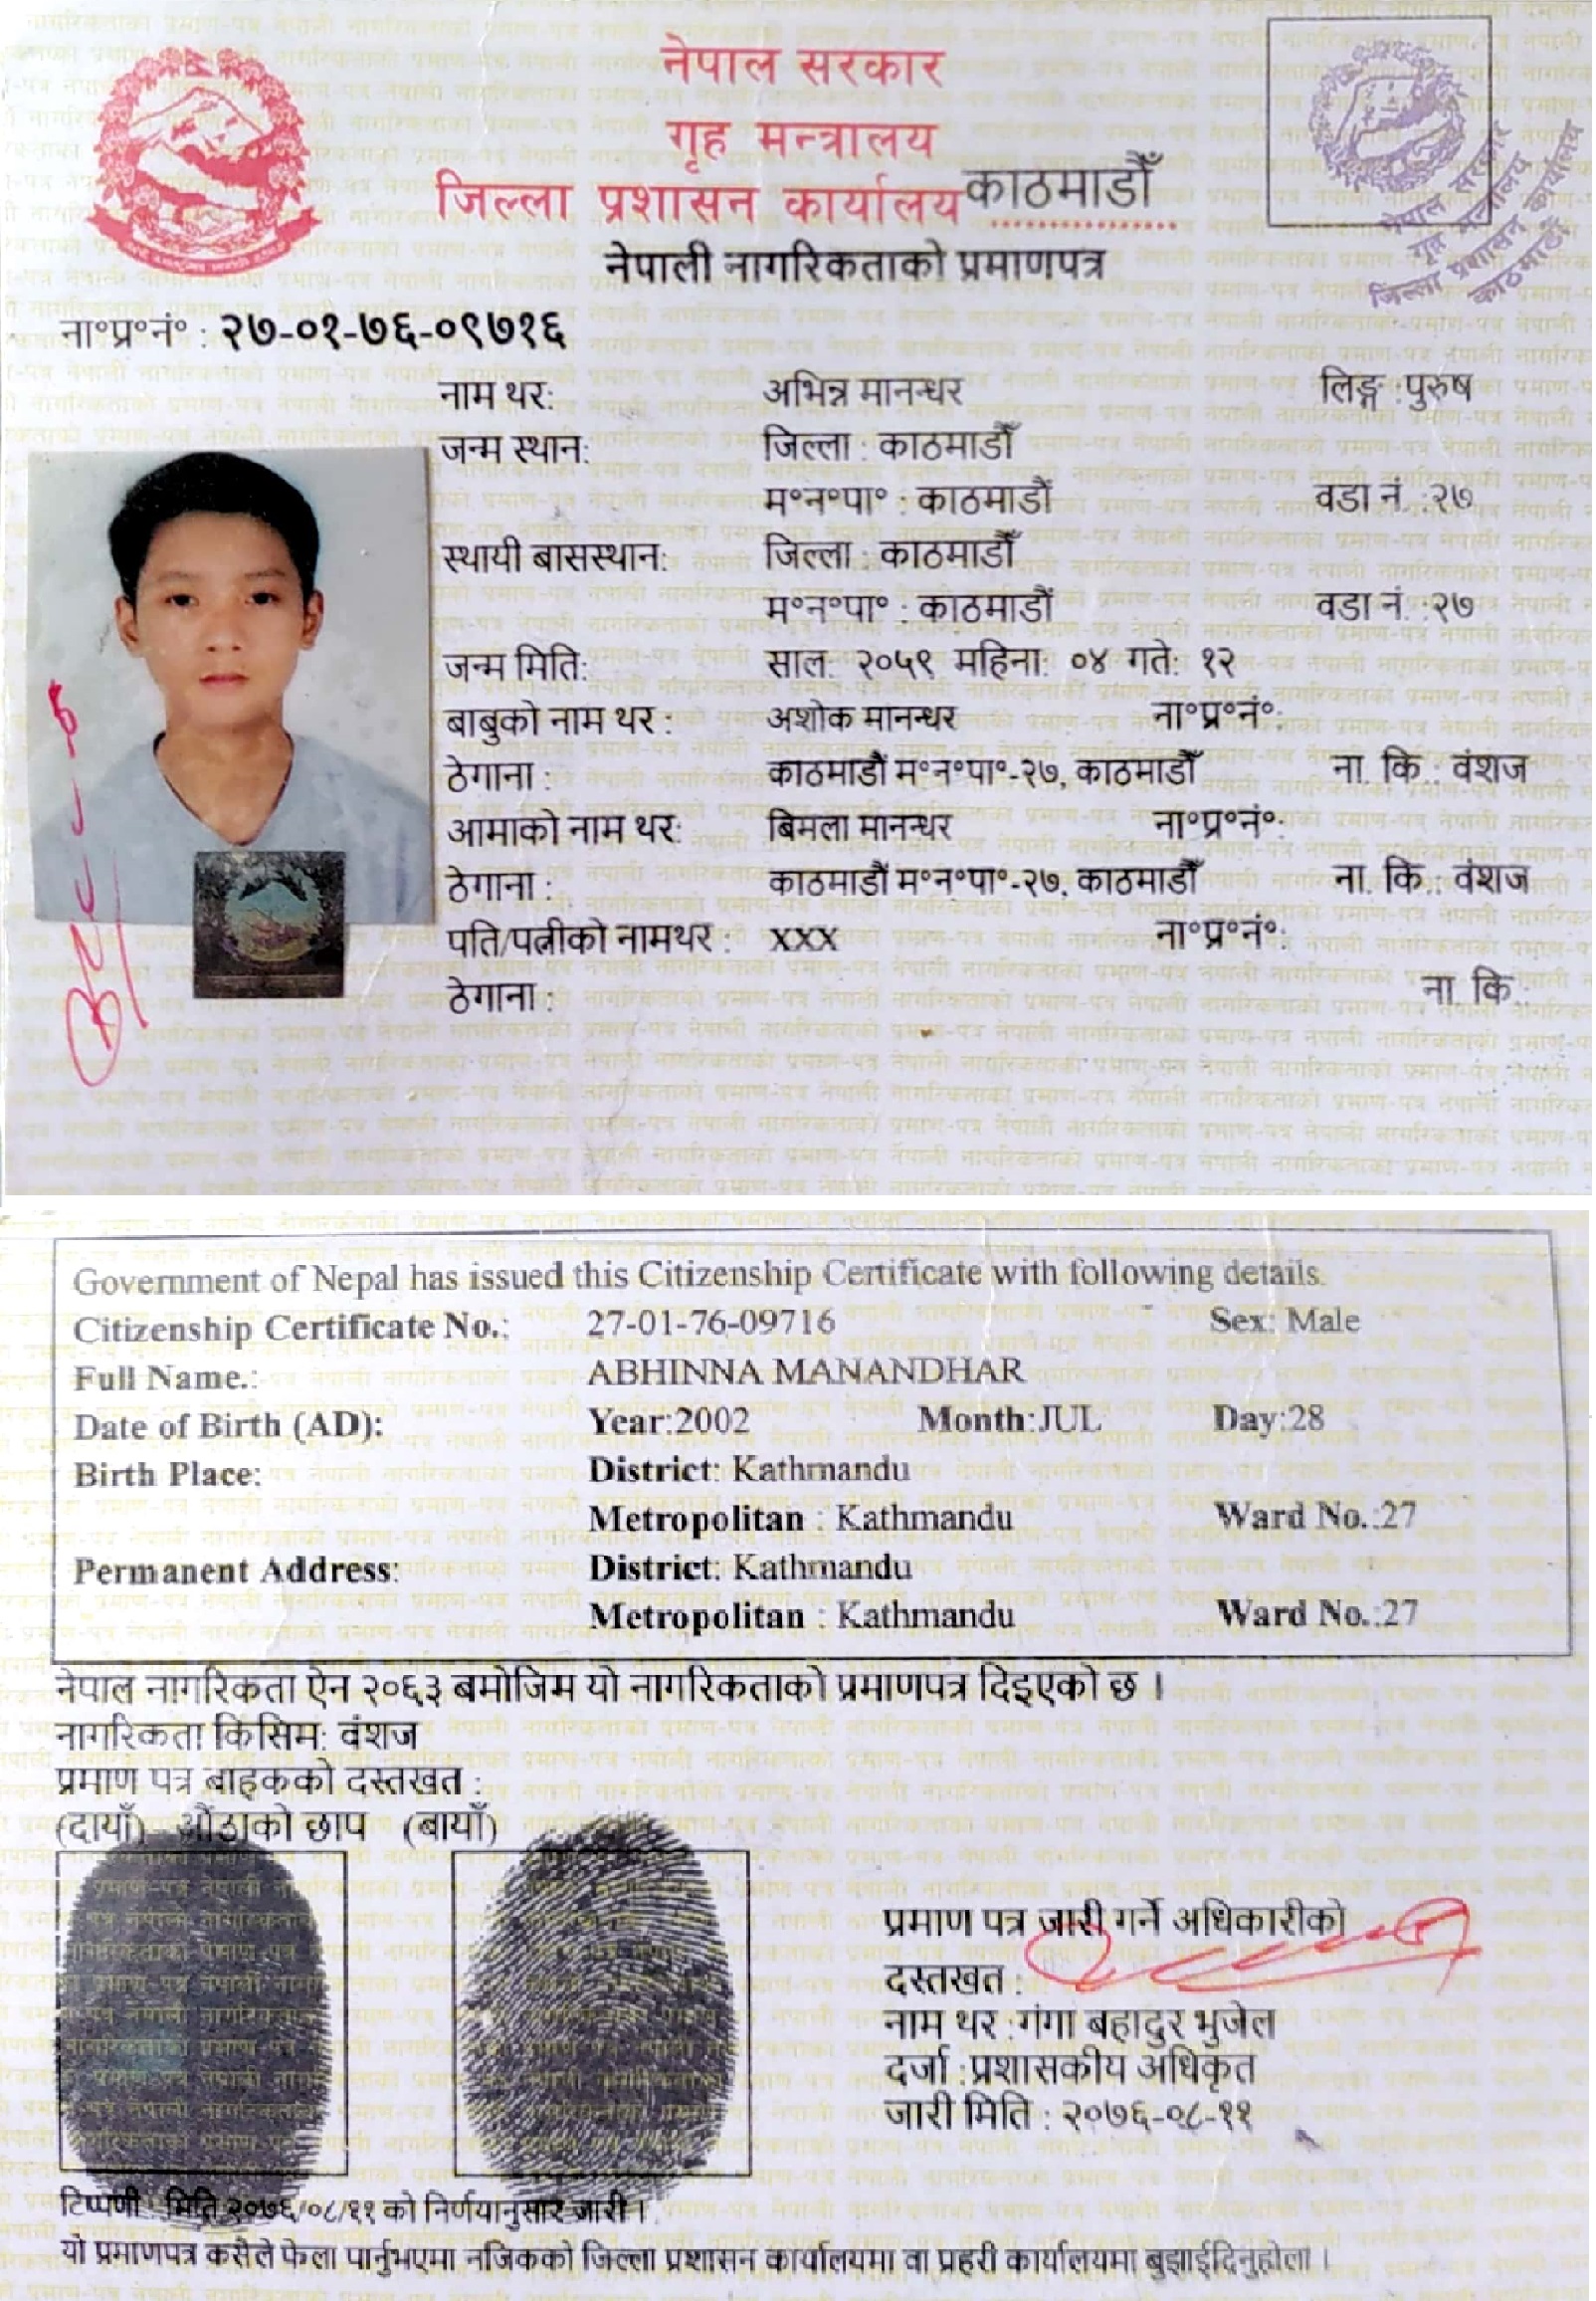 नेपाल सरकार
गृह मन्त्रालय
जिल्ला प्रशासन कार्यालय काठमाडौँ
नेपाली नागरिकताको प्रमाणपत्र
नेपाल सरकार
गृह मन्त्रालय
जिल्ला प्रशासन कार्यालय
काठमाडौं
ना॰प्र॰नं॰ : २७-०१-७६-०९७१६
नाम थर: अभिन्न मानन्धर लिङ्ग : पुरुष
जन्म स्थान: जिल्ला : काठमाडौँ
म॰न॰पा॰ : काठमाडौं वडा नं. : २७
स्थायी बासस्थान: जिल्ला : काठमाडौँ
म॰न॰पा॰ : काठमाडौं वडा नं. : २७
जन्म मिति: साल: २०५९ महिना: ०४ गते: १२
बाबुको नाम थर : अशोक मानन्धर ना॰प्र॰नं॰:
ठेगाना : काठमाडौं म॰न॰पा॰-२७, काठमाडौँ ना. कि.: वंशज
आमाको नाम थर: बिमला मानन्धर ना॰प्र॰नं॰:
ठेगाना : काठमाडौं म॰न॰पा॰-२७, काठमाडौँ ना. कि.: वंशज
पति/पत्नीको नामथर : xxx ना॰प्र॰नं॰:
ठेगाना : ना. कि.:
Government of Nepal has issued this Citizenship Certificate with following details.
Citizenship Certificate No.: 27-01-76-09716 Sex: Male
Full Name.: ABHINNA MANANDHAR
Date of Birth (AD): Year:2002 Month:JUL Day:28
Birth Place: District: Kathmandu
Metropolitan : Kathmandu Ward No.:27
Permanent Address: District: Kathmandu
Metropolitan : Kathmandu Ward No.:27
नेपाल नागरिकता ऐन २०६३ बमोजिम यो नागरिकताको प्रमाणपत्र दिइएको छ ।
नागरिकता किसिम: वंशज
प्रमाण पत्र बाहकको दस्तखत :
(दायाँ) औंठाको छाप (बायाँ)
प्रमाण पत्र जारी गर्ने अधिकारीको
दस्तखत :
नाम थर : गंगा बहादुर भुजेल
दर्जा : प्रशासकीय अधिकृत
जारी मिति : २०७६-०८-११
टिप्पणी : मिति २०७६/०८/११ को निर्णयानुसार जारी ।
यो प्रमाणपत्र कसैले फेला पार्नुभएमा नजिकको जिल्ला प्रशासन कार्यालयमा वा प्रहरी कार्यालयमा बुझाईदिनुहोला ।